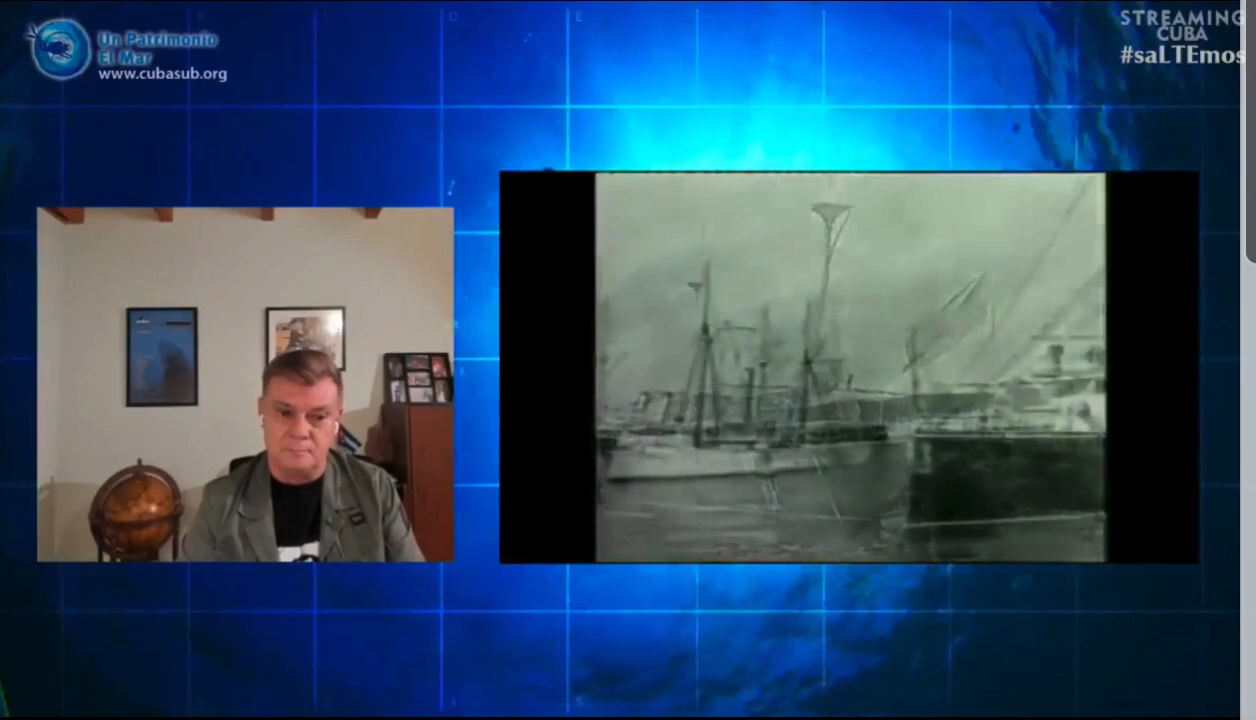 Un Patrimonio
El Mar
www.cubasub.org
STREAMING
CUBA
#saLTEmos
D
E